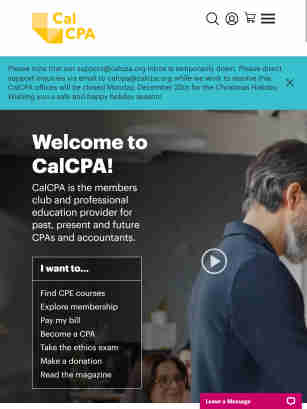 Cal
CPA
Please note that our support@calcpa.org inbox is temporarily down. Please direct
support inquiries via email to calcpa@calcpa.org while we work to resolve this.
CalCPA offices will be closed Monday, December 25th for the Christmas Holiday.
Wishing you a safe and happy holiday season!
Welcome to
CalCPA!
CalCPA is the members
club and professional
education provider for
past, present and future
CPAs and accountants.
I want to...
Find CPE courses
Explore membership
Pay my bill
Become a CPA
Take the ethics exam
Make a donation
Read the magazine
Leave a Message